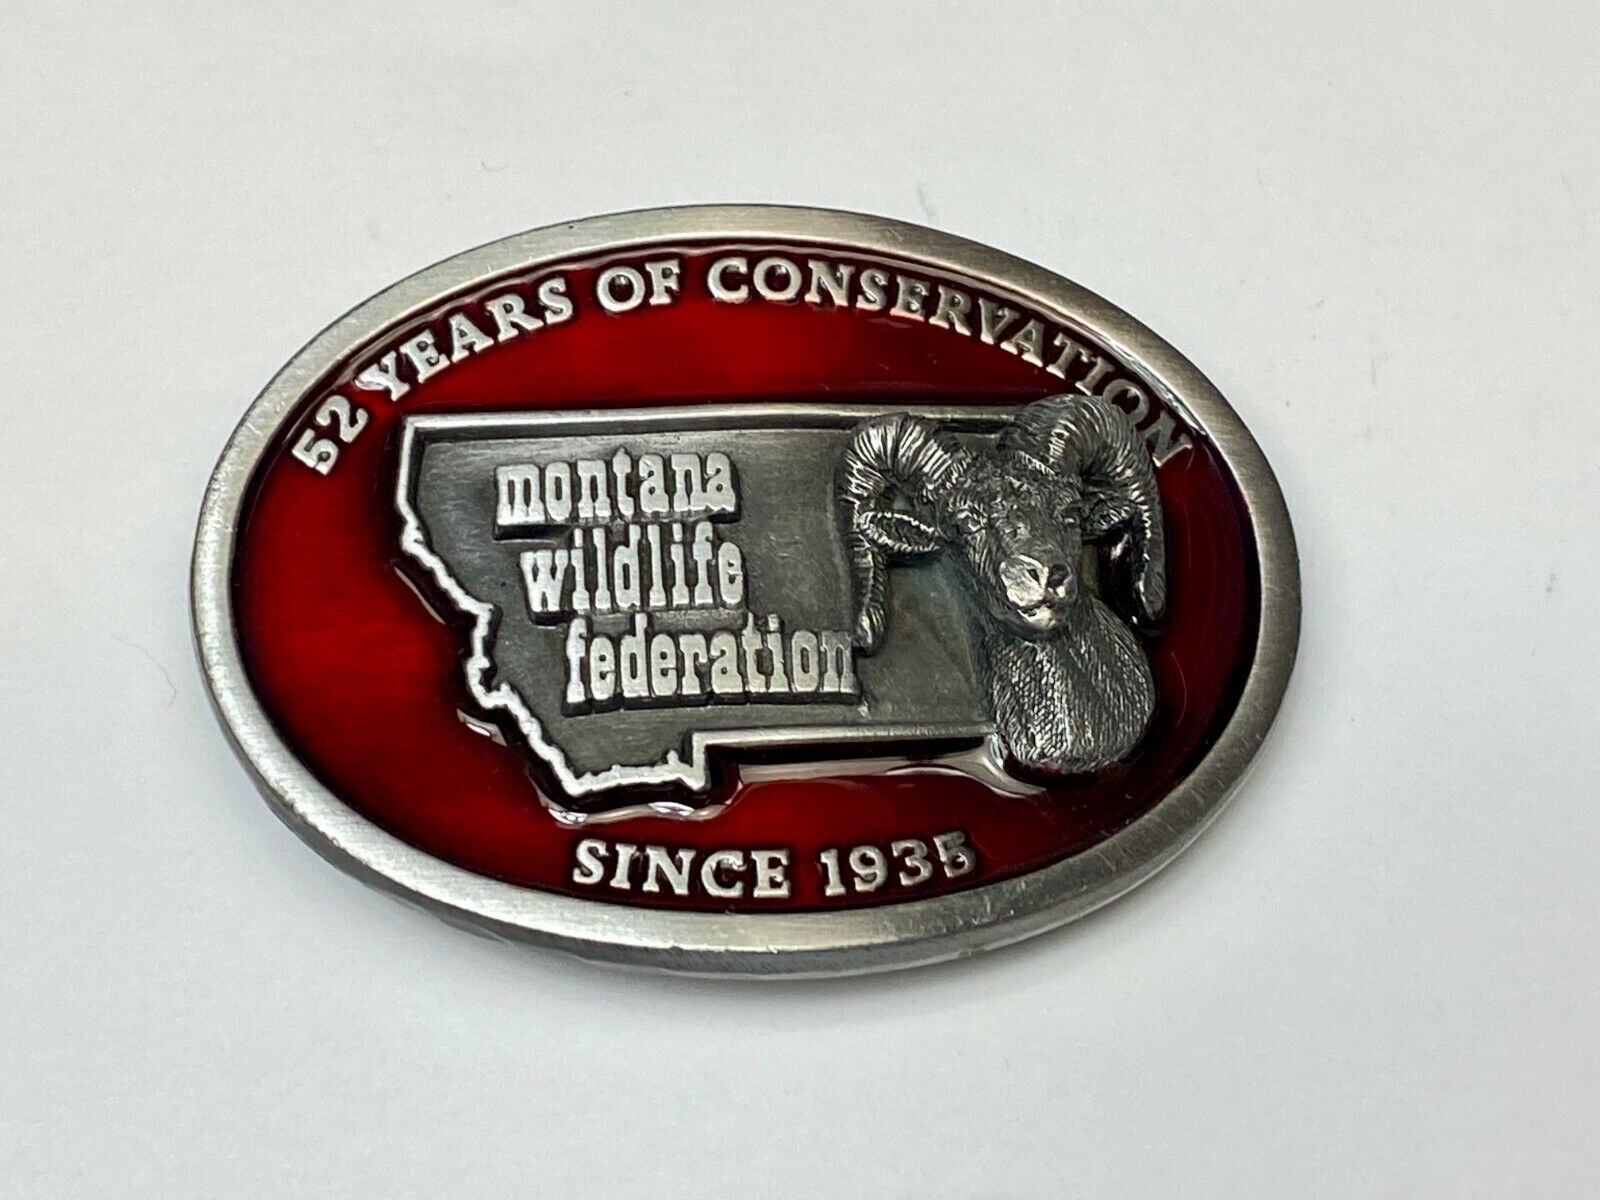 52 YEARS OF CONSERVATION
montana
wildlife
federation
SINCE 1935